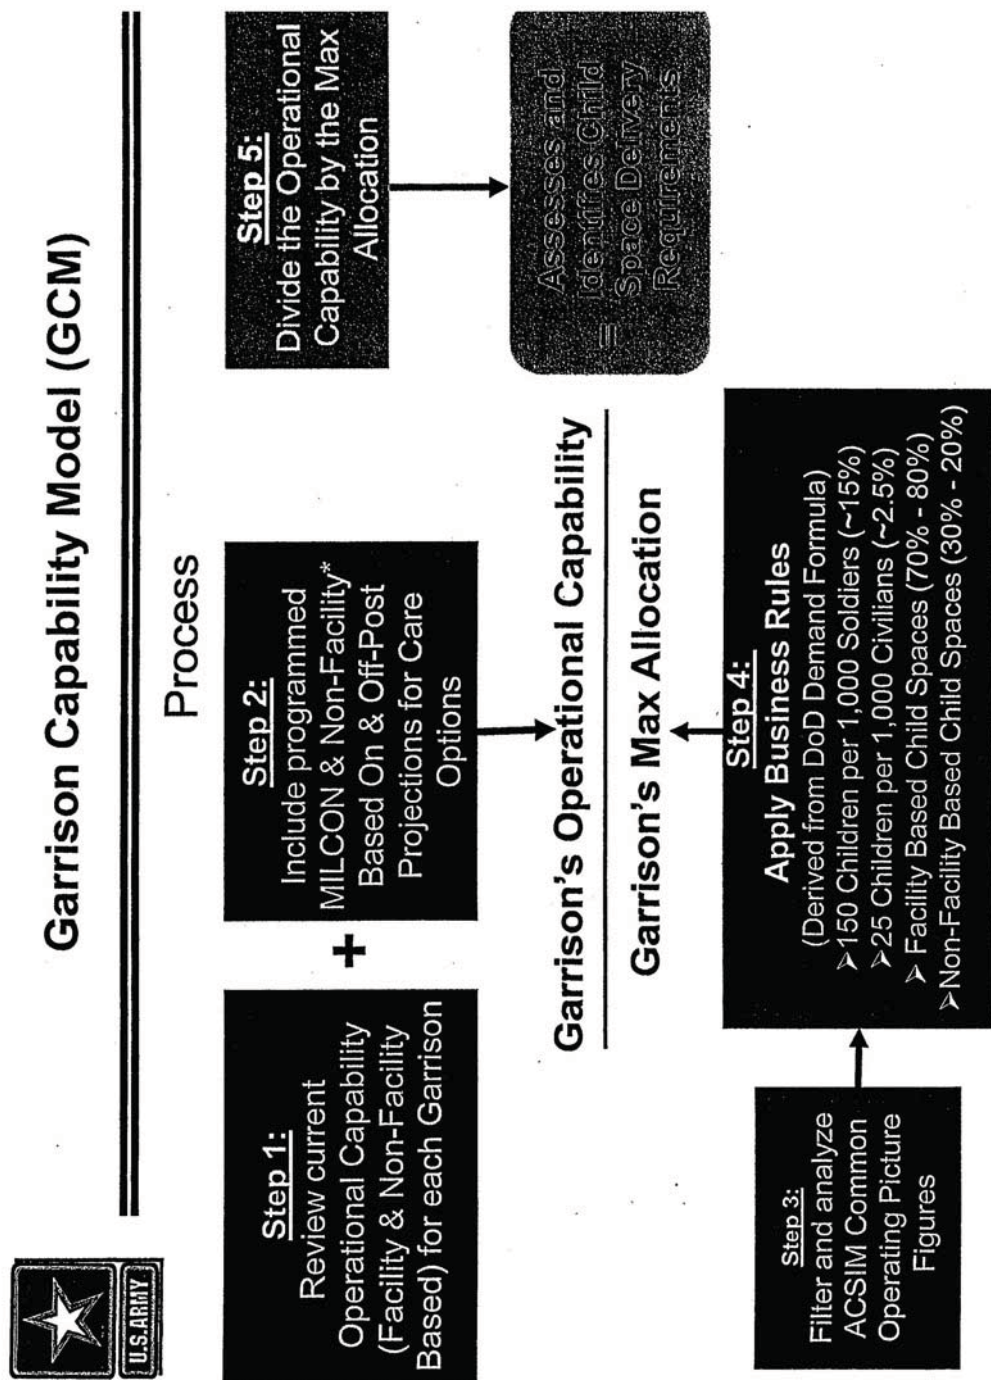 U.S.ARMY
Garrison Capability Model (GCM)
Process
Step 1:
Review current
Operational Capability
(Facility & Non-Facility
Based) for each Garrison
+
Step 2:
Include programmed
MILCON & Non-Facility*
Based On & Off-Post
Projections for Care
Options
Step 5:
Divide the Operational
Capability by the Max
Allocation
Garrison's Operational Capability
Garrison's Max Allocation
=
Assesses and
Identifies Child
Space Delivery
Requirements
Step 3:
Filter and analyze
ACSIM Common
Operating Picture
Figures
Step 4:
Apply Business Rules
(Derived from DoD Demand Formula)
➢150 Children per 1,000 Soldiers (~15%)
➢25 Children per 1,000 Civilians (~2.5%)
➢ Facility Based Child Spaces (70% - 80%)
➢Non-Facility Based Child Spaces (30% - 20%)